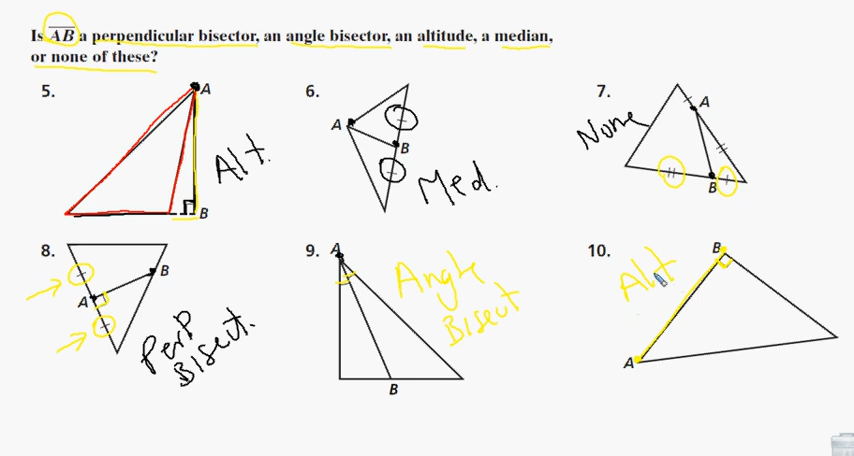 Is AB a perpendicular bisector, an angle bisector, an altitude, a median,
or none of these?
5.
A
B
Alt.
6.
A
B
Med.
7.
None
A
B
8.
A
B
Perp
Bisect.
9.
A
B
Angle
Bisect
10.
Alt
B
A